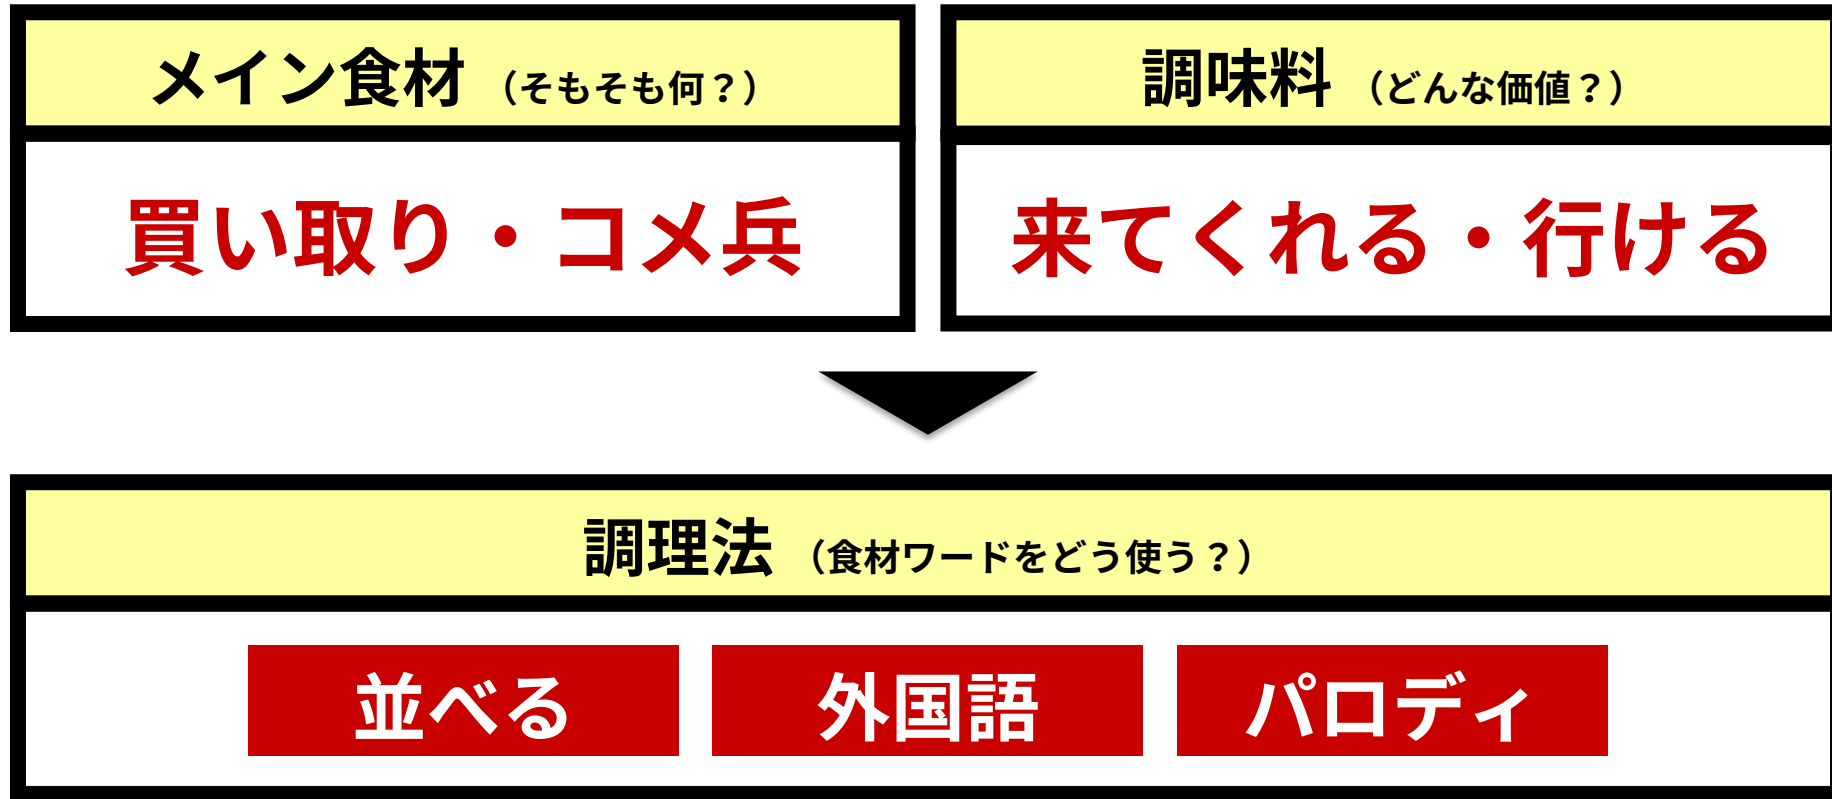 メイン食材 （そもそも何？）
調味料 （どんな価値？）
買い取り・コメ兵
来てくれる・行ける
調理法 （食材ワードをどう使う？）
並べる
外国語
パロディ